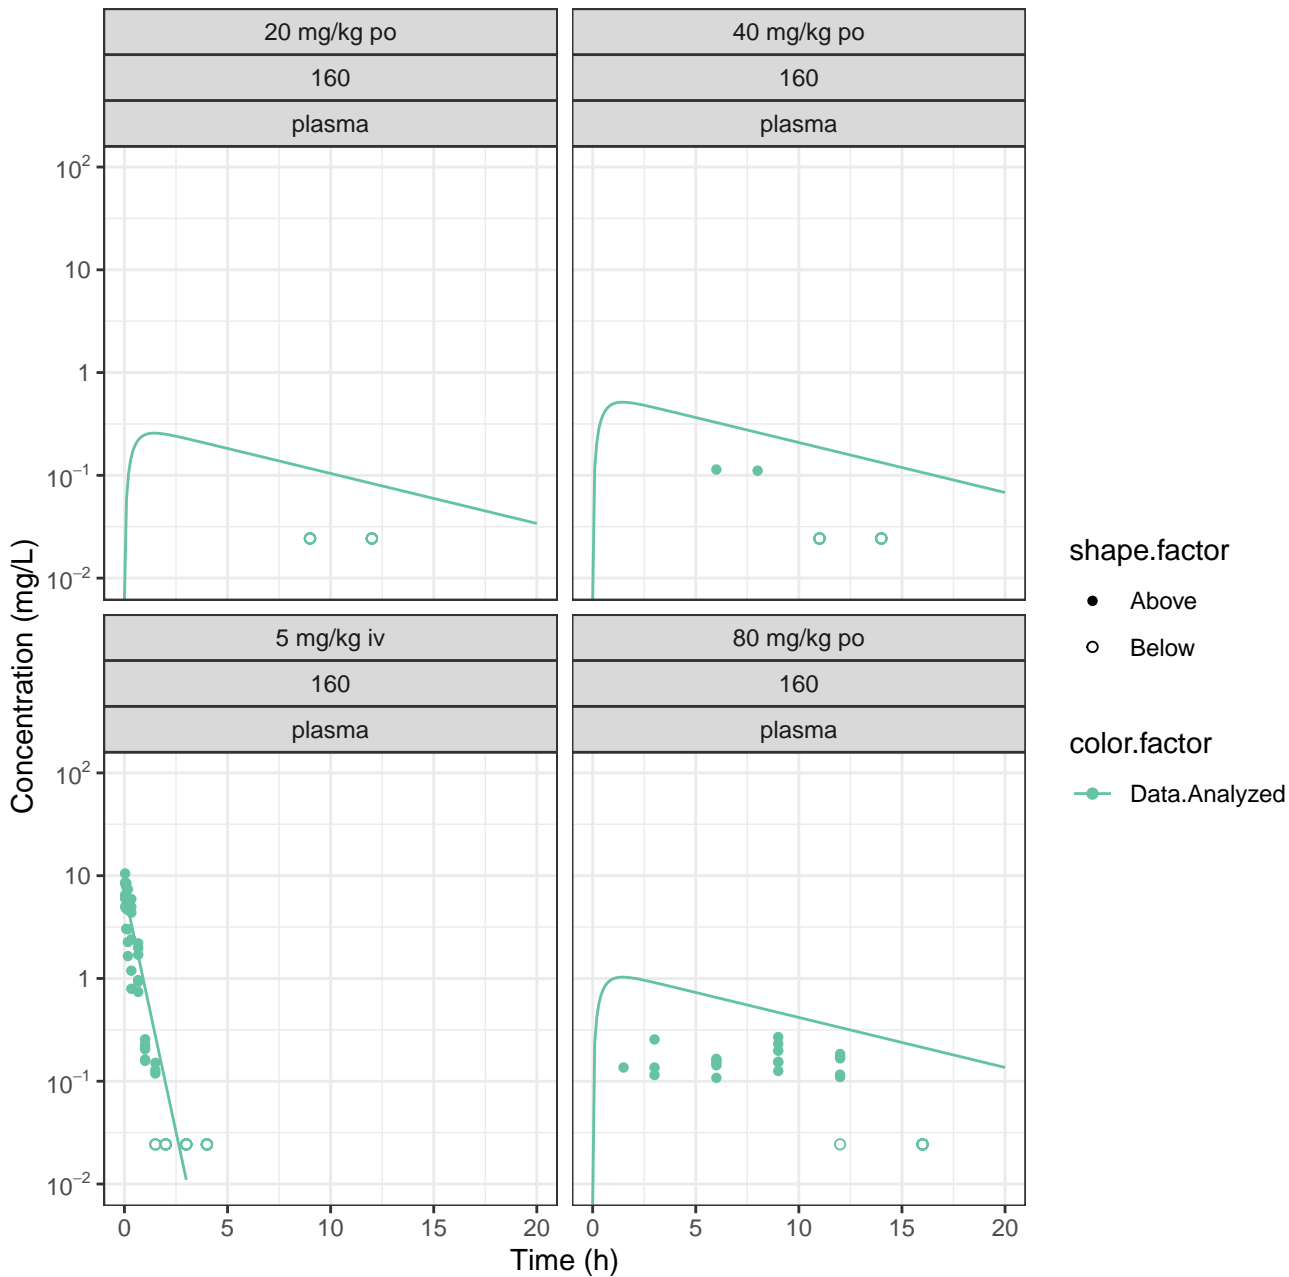 20 mg/kg po
160
plasma
40 mg/kg po
160
plasma
10²
10
1
10⁻¹
10⁻²
5 mg/kg iv
160
plasma
80 mg/kg po
160
plasma
10²
10
1
10⁻¹
10⁻²
0 5 10 15 20
0 5 10 15 20
Time (h)
Concentration (mg/L)
shape.factor
Above
Below
color.factor
Data.Analyzed